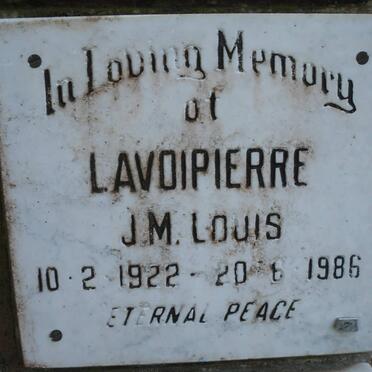 In Loving Memory
of
LAVOIPIERRE
J.M. LOUIS
10·2·1922 - 20·6·1986
ETERNAL PEACE